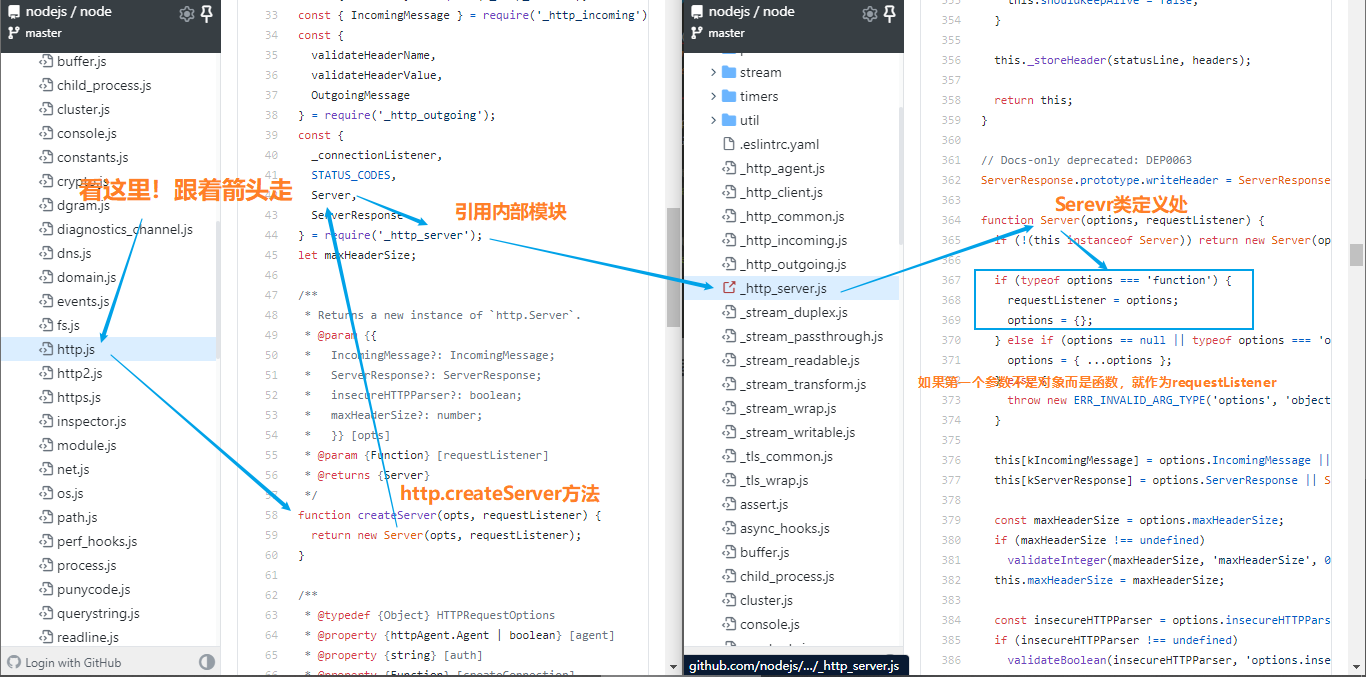 nodejs / node
master
buffer.js
child_process.js
cluster.js
console.js
constants.js
crypto.js
看这里！跟着箭头走
dgram.js
diagnostics_channel.js
dns.js
domain.js
events.js
fs.js
http.js
http2.js
https.js
inspector.js
module.js
net.js
os.js
path.js
perf_hooks.js
process.js
punycode.js
querystring.js
readline.js
Login with GitHub
33 const { IncomingMessage } = require('_http_incoming')
34 const {
35 validateHeaderName,
36 validateHeaderValue,
37 OutgoingMessage
38 } = require('_http_outgoing');
39 const {
40 _connectionListener,
41 STATUS_CODES,
42 Server,
43 ServerResponse
44 } = require('_http_server');
45 let maxHeaderSize;
46
47 /**
48 * Returns a new instance of `http.Server`.
49 * @param {{
50 * IncomingMessage?: IncomingMessage;
51 * ServerResponse?: ServerResponse;
52 * insecureHTTPParser?: boolean;
53 * maxHeaderSize?: number;
54 * }} [opts]
55 * @param {Function} [requestListener]
56 * @returns {Server}
57 */
58 function createServer(opts, requestListener) {
59 return new Server(opts, requestListener);
60 }
61
62 /**
63 * @typedef {Object} HTTPRequestOptions
64 * @property {httpAgent.Agent | boolean} [agent]
65 * @property {string} [auth]
66 * @property {Function} [createConnection]
引用内部模块
http.createServer方法
nodejs / node
master
stream
timers
util
.eslintrc.yaml
_http_agent.js
_http_client.js
_http_common.js
_http_incoming.js
_http_outgoing.js
_http_server.js
_stream_duplex.js
_stream_passthrough.js
_stream_readable.js
_stream_transform.js
_stream_wrap.js
_stream_writable.js
_tls_common.js
_tls_wrap.js
assert.js
async_hooks.js
buffer.js
child_process.js
cluster.js
console.js
github.com/nodejs/.../_http_server.js
353 this.shouldKeepAlive = false;
354 }
355
356 this._storeHeader(statusLine, headers);
357
358 return this;
359 }
360
361 // Docs-only deprecated: DEP0063
362 ServerResponse.prototype.writeHeader = ServerResponse
363
Serevr类定义处
364 function Server(options, requestListener) {
365 if (!(this instanceof Server)) return new Server(op
366
367 if (typeof options === 'function') {
368 requestListener = options;
369 options = {};
370 } else if (options == null || typeof options === 'o
371 options = { ...options };
如果第一个参数不是对象而是函数，就作为requestListener
373 throw new ERR_INVALID_ARG_TYPE('options', 'object
374 }
375
376 this[kIncomingMessage] = options.IncomingMessage ||
377 this[kServerResponse] = options.ServerResponse || S
378
379 const maxHeaderSize = options.maxHeaderSize;
380 if (maxHeaderSize !== undefined)
381 validateInteger(maxHeaderSize, 'maxHeaderSize', 0
382 this.maxHeaderSize = maxHeaderSize;
383
384 const insecureHTTPParser = options.insecureHTTPPars
385 if (insecureHTTPParser !== undefined)
386 validateBoolean(insecureHTTPParser, 'options.inse